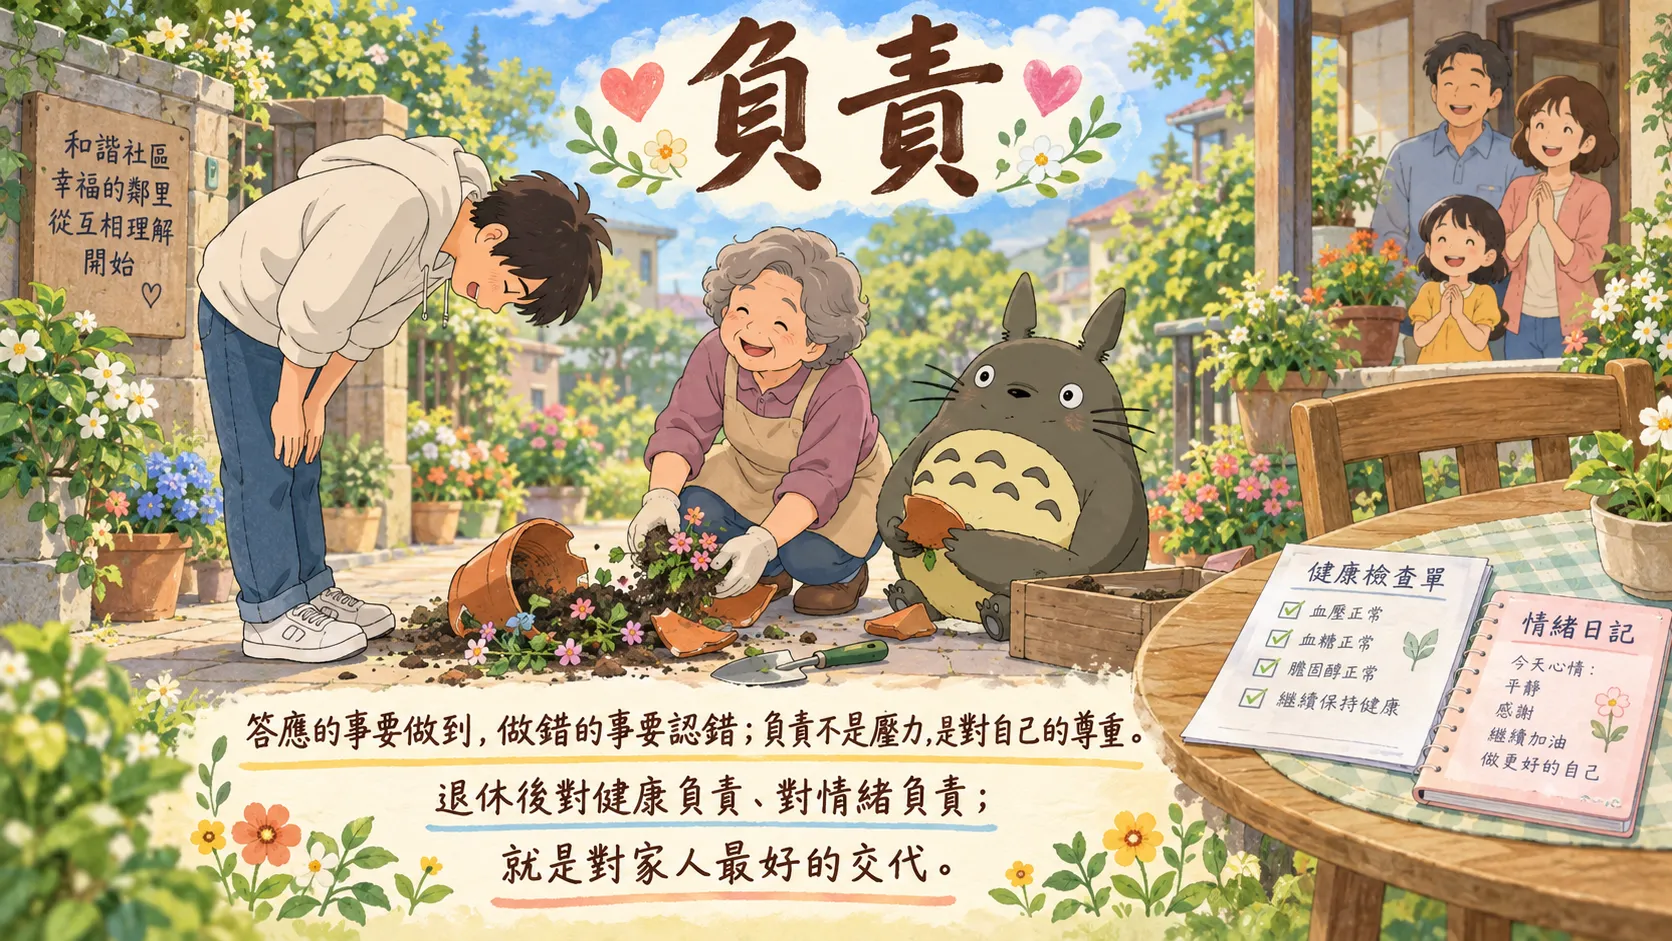 負責
和諧社區
幸福的鄰里
從互相理解
開始
健康檢查單
血壓正常
血糖正常
膽固醇正常
繼續保持健康
情緒日記
今天心情：
平靜
感謝
繼續加油
做更好的自己
答應的事要做到，做錯的事要認錯；負責不是壓力，是對自己的尊重。
退休後對健康負責、對情緒負責；
就是對家人最好的交代。